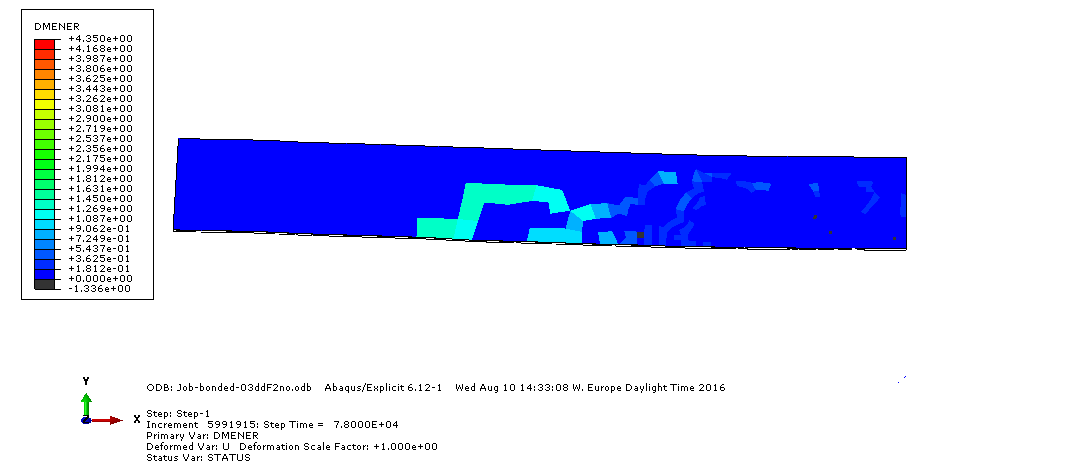 DMENER
+4.350e+00
+4.168e+00
+3.987e+00
+3.806e+00
+3.625e+00
+3.443e+00
+3.262e+00
+3.081e+00
+2.900e+00
+2.719e+00
+2.537e+00
+2.356e+00
+2.175e+00
+1.994e+00
+1.812e+00
+1.631e+00
+1.450e+00
+1.269e+00
+1.087e+00
+9.062e-01
+7.249e-01
+5.437e-01
+3.625e-01
+1.812e-01
+0.000e+00
-1.336e+00
Y
X
ODB: Job-bonded-03ddF2no.odb Abaqus/Explicit 6.12-1 Wed Aug 10 14:33:08 W. Europe Daylight Time 2016
Step: Step-1
Increment 5991915: Step Time = 7.8000E+04
Primary Var: DMENER
Deformed Var: U Deformation Scale Factor: +1.000e+00
Status Var: STATUS